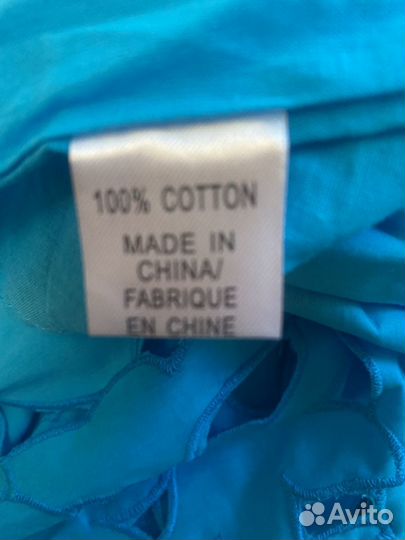 100% COTTON
MADE IN
CHINA/
FABRIQUE
EN CHINE
Avito